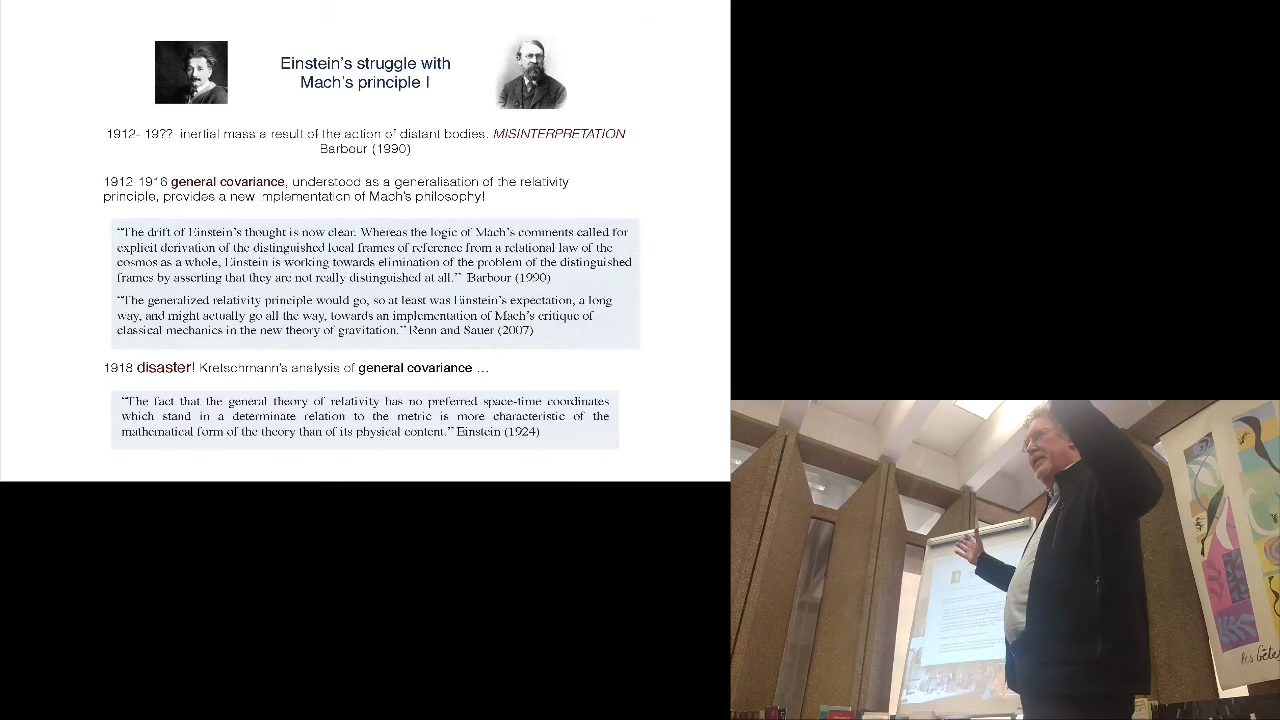 Einstein's struggle with
Mach's principle I
1912- 19?? inertial mass a result of the action of distant bodies. MISINTERPRETATION
Barbour (1990)
1912-1916 general covariance, understood as a generalisation of the relativity
principle, provides a new implementation of Mach's philosophy!
"The drift of Einstein's thought is now clear. Whereas the logic of Mach's comments called for
explicit derivation of the distinguished local frames of reference from a relational law of the
cosmos as a whole, Einstein is working towards elimination of the problem of the distinguished
frames by asserting that they are not really distinguished at all." Barbour (1990)
"The generalized relativity principle would go, so at least was Einstein's expectation, a long
way, and might actually go all the way, towards an implementation of Mach's critique of
classical mechanics in the new theory of gravitation." Renn and Sauer (2007)
1918 disaster! Kretschmann's analysis of general covariance ...
"The fact that the general theory of relativity has no preferred space-time coordinates
which stand in a determinate relation to the metric is more characteristic of the
mathematical form of the theory than of its physical content." Einstein (1924)